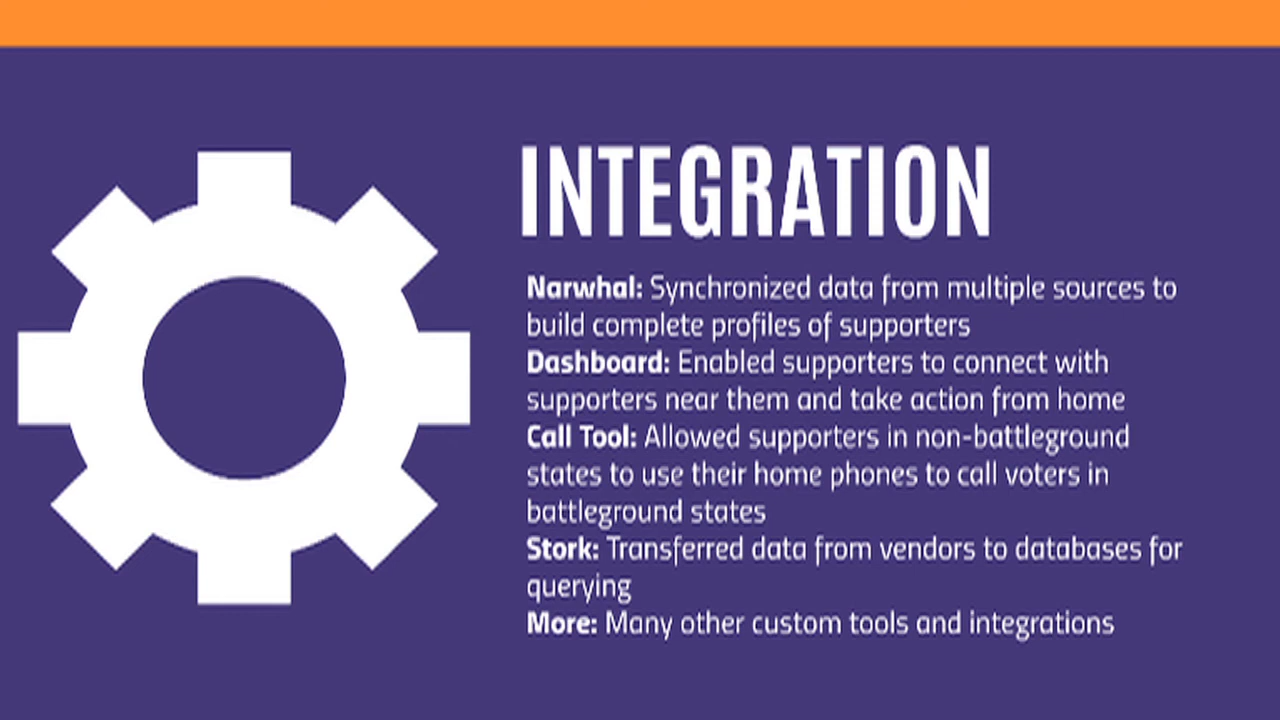 INTEGRATION
Narwhal: Synchronized data from multiple sources to
build complete profiles of supporters
Dashboard: Enabled supporters to connect with
supporters near them and take action from home
Call Tool: Allowed supporters in non-battleground
states to use their home phones to call voters in
battleground states
Stork: Transferred data from vendors to databases for
querying
More: Many other custom tools and integrations